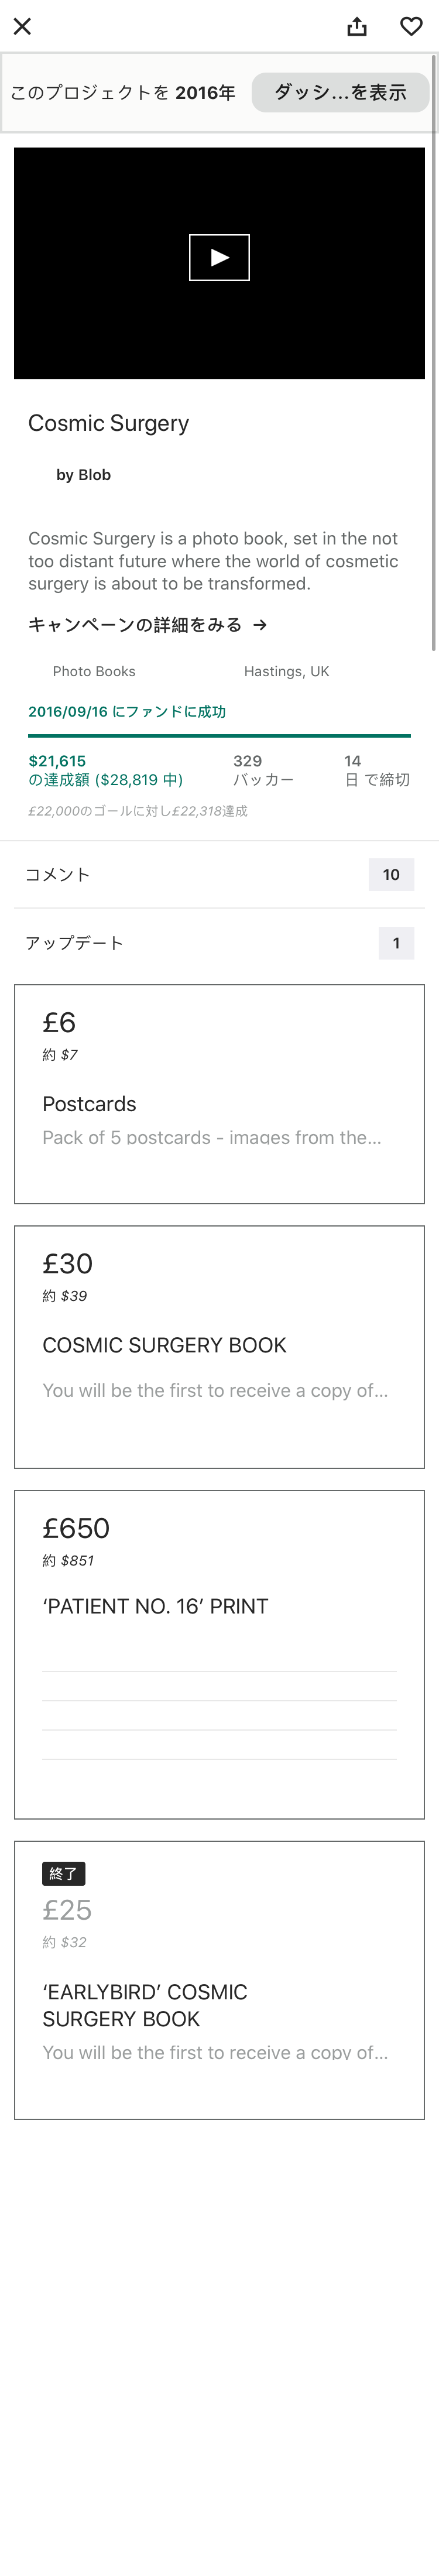 このプロジェクトを 2016年
ダッシ...を表示
Cosmic Surgery
by Blob
Cosmic Surgery is a photo book, set in the not
too distant future where the world of cosmetic
surgery is about to be transformed.
キャンペーンの詳細をみる →
Photo Books
Hastings, UK
2016/09/16 にファンドに成功
$21,615
の達成額 ($28,819 中)
329
バッカー
14
日 で締切
£22,000のゴールに対し£22,318達成
コメント
10
アップデート
1
£6
約 $7
Postcards
Pack of 5 postcards - images from the...
£30
約 $39
COSMIC SURGERY BOOK
You will be the first to receive a copy of...
£650
約 $851
‘PATIENT NO. 16’ PRINT
終了
£25
約 $32
‘EARLYBIRD’ COSMIC
SURGERY BOOK
You will be the first to receive a copy of...